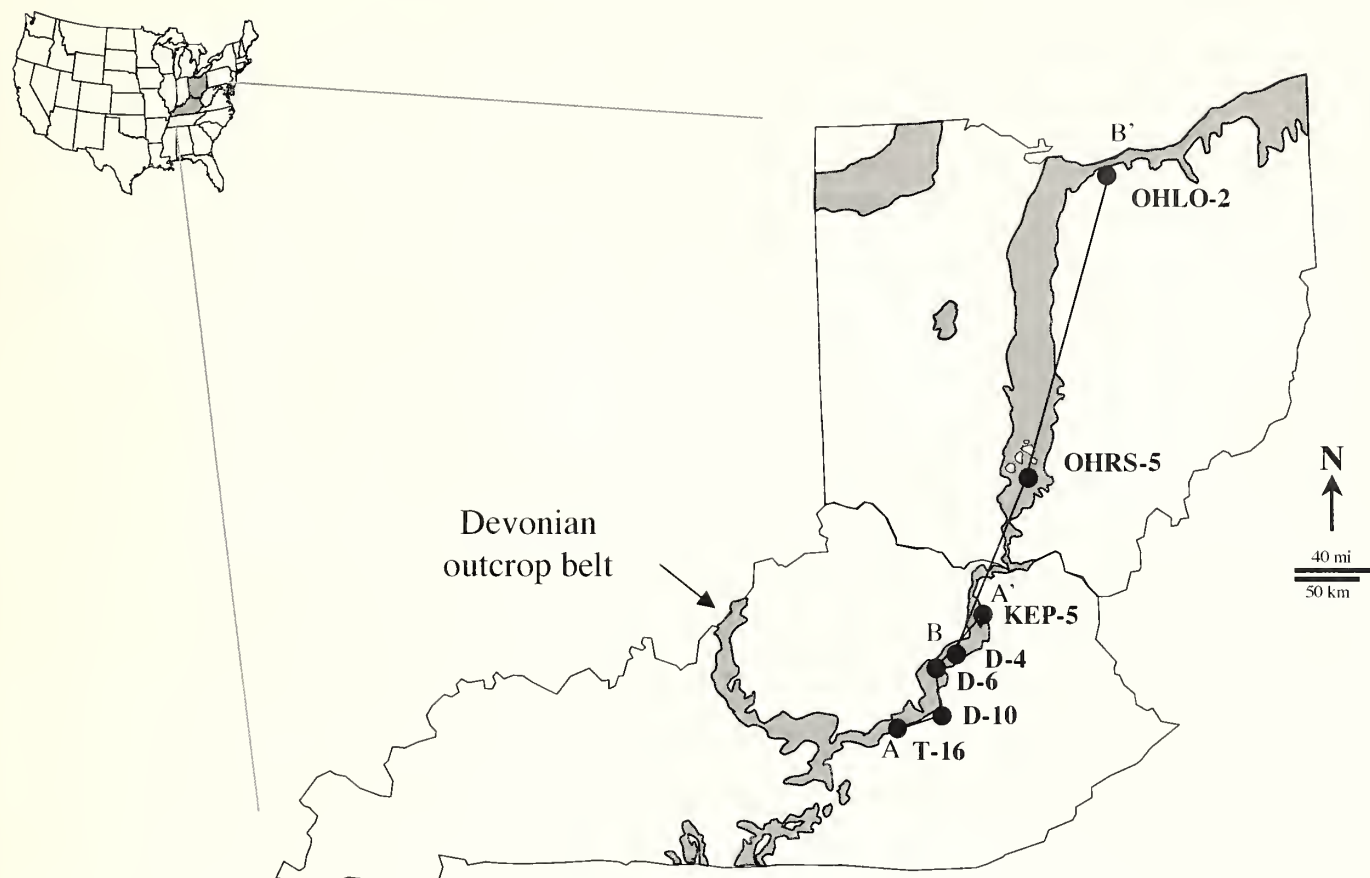 B'
OHLO-2
OHRS-5
N
40 mi
50 km
Devonian
outcrop belt
A'
KEP-5
B
D-4
D-6
D-10
A T-16